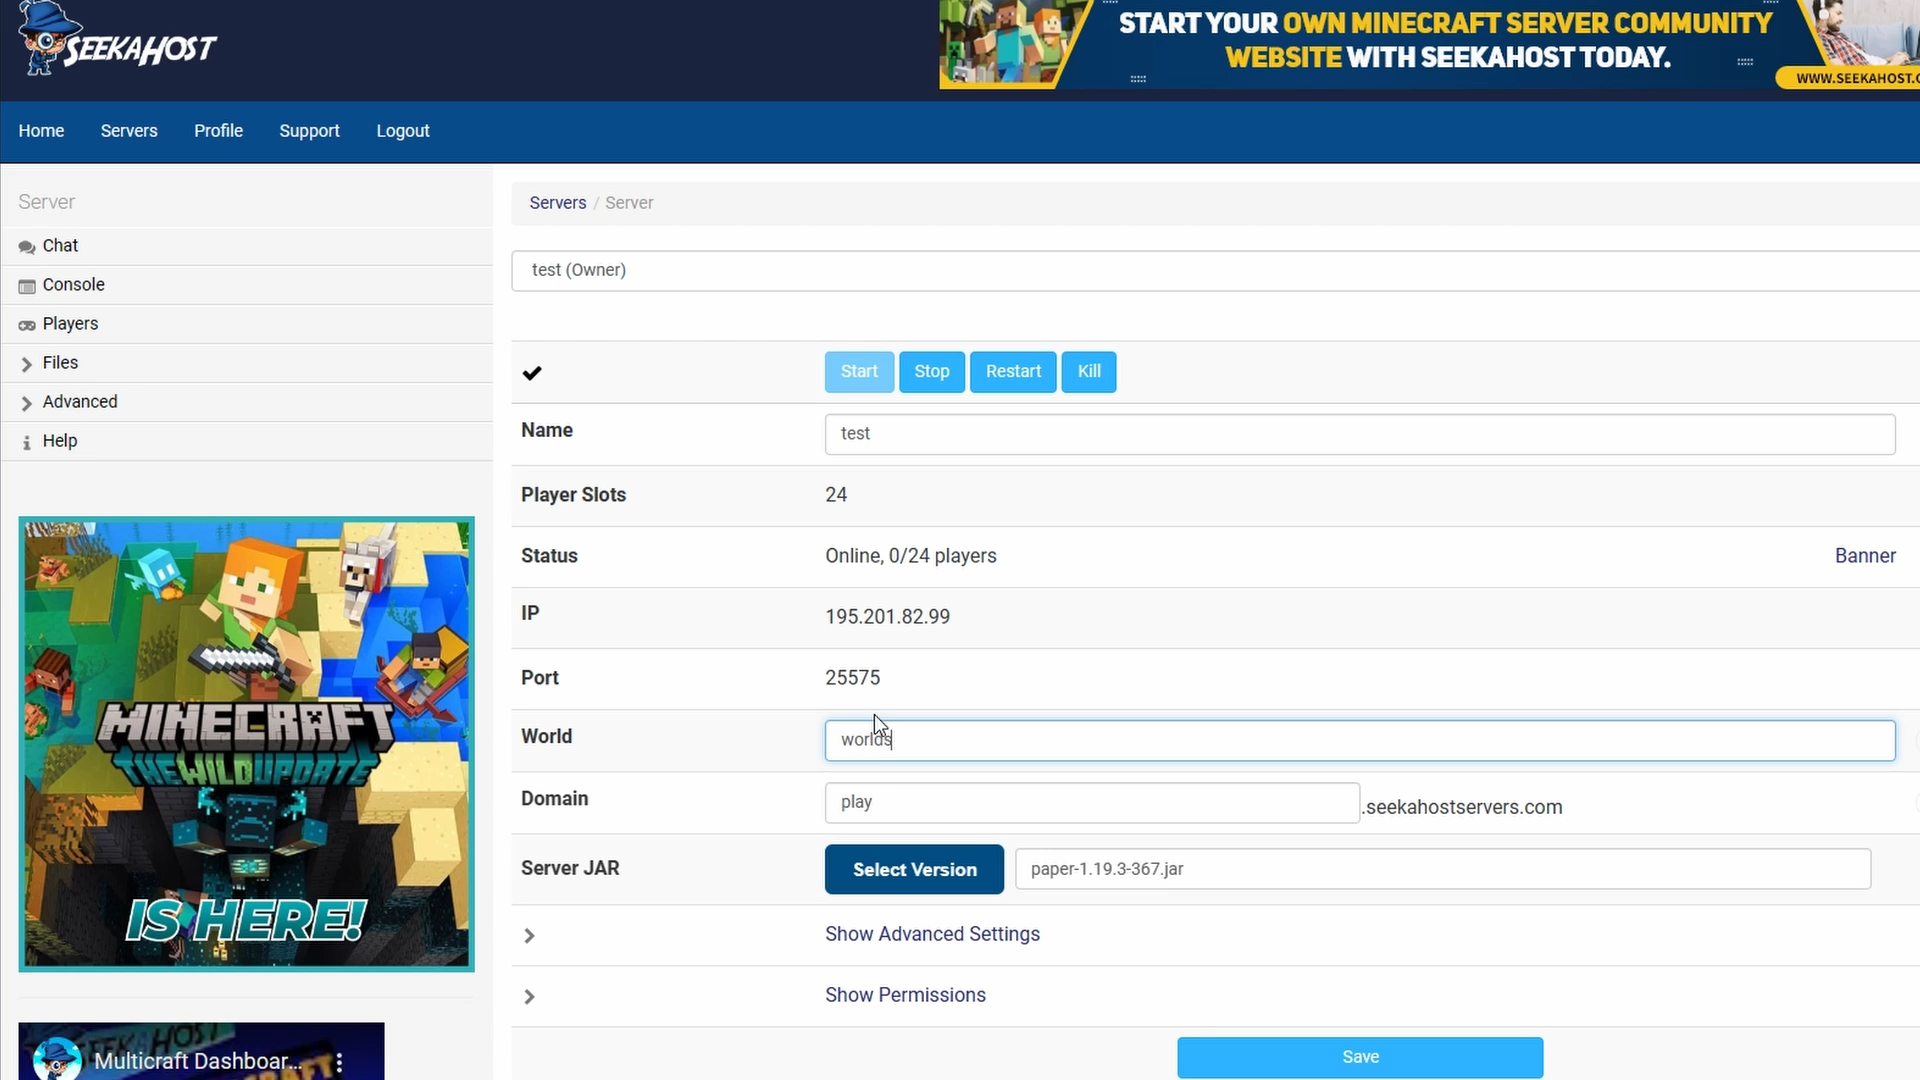 SEEKAHOST
START YOUR OWN MINECRAFT SERVER COMMUNITY
WEBSITE WITH SEEKAHOST TODAY.
WWW.SEEKAHOST.
Home Servers Profile Support Logout
Server
Chat
Console
Players
Files
Advanced
Help
MINECRAFT
THE WILD UPDATE
IS HERE!
Multicraft Dashboar...
Servers / Server
test (Owner)
Start Stop Restart Kill
Name test
Player Slots 24
Status Online, 0/24 players Banner
IP 195.201.82.99
Port 25575
World worlds
Domain play .seekahostservers.com
Server JAR Select Version paper-1.19.3-367.jar
Show Advanced Settings
Show Permissions
Save